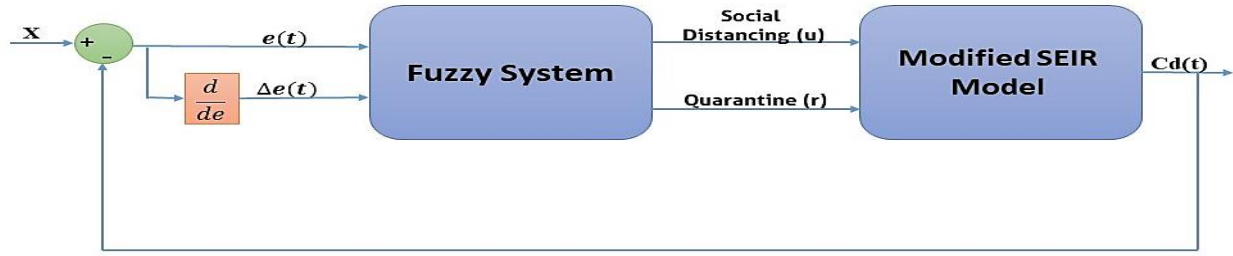 X
+
-
e(t)
d
de
Δe(t)
Fuzzy System
Social
Distancing (u)
Quarantine (r)
Modified SEIR
Model
Cd(t)